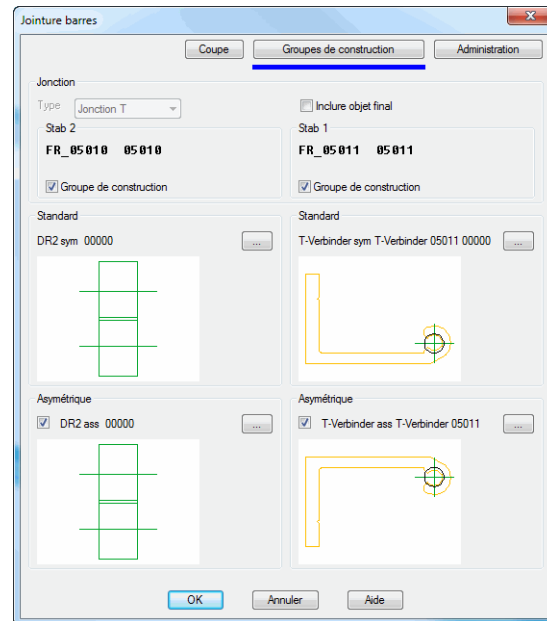 Jointure barres
Coupe Groupes de construction Administration
Jonction
Type Jonction T Inclure objet final
Stab 2 Stab 1
FR_05010 05010 FR_05011 05011
Groupe de construction Groupe de construction
Standard Standard
DR2 sym 00000 ... T-Verbinder sym T-Verbinder 05011 00000 ...
Asymétrique Asymétrique
DR2 ass 00000 ... T-Verbinder ass T-Verbinder 05011 ...
OK Annuler Aide